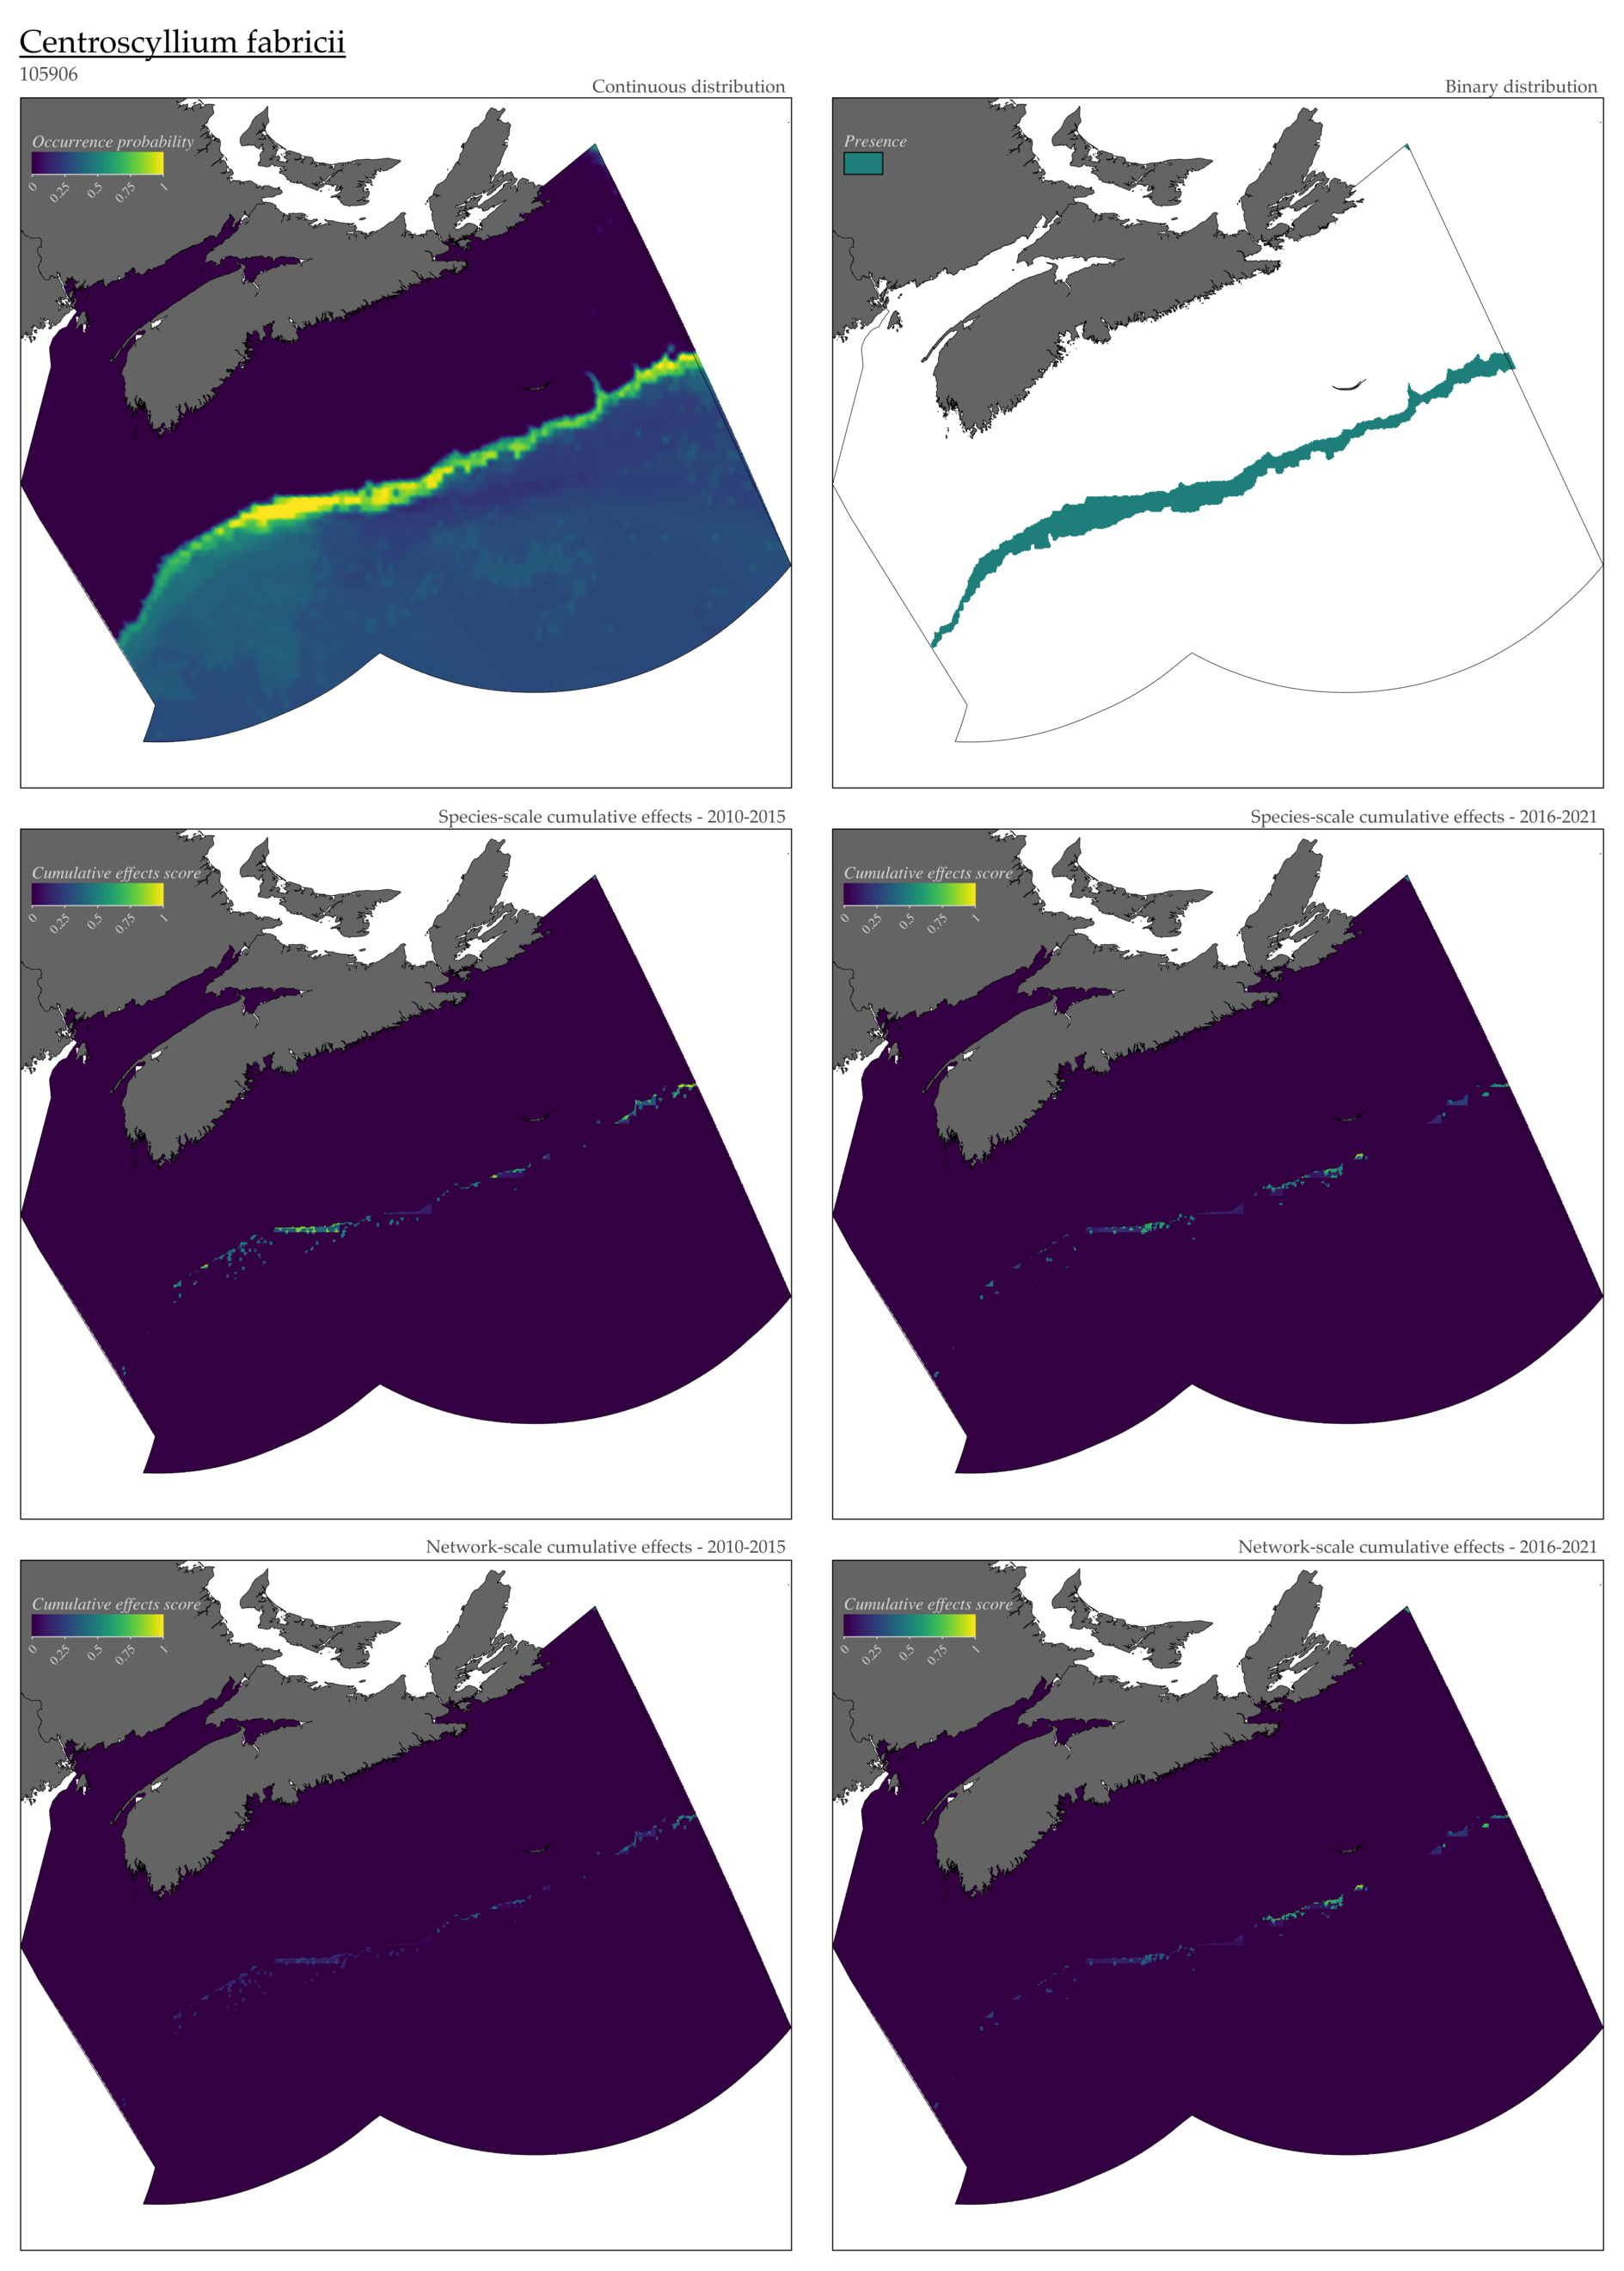 Centroscyllium fabricii
105906
Continuous distribution
Binary distribution
Occurrence probability
0 0.25 0.5 0.75 1
Presence
Species-scale cumulative effects - 2010-2015
Species-scale cumulative effects - 2016-2021
Cumulative effects score
0 0.25 0.5 0.75 1
Cumulative effects score
0 0.25 0.5 0.75 1
Network-scale cumulative effects - 2010-2015
Network-scale cumulative effects - 2016-2021
Cumulative effects score
0 0.25 0.5 0.75 1
Cumulative effects score
0 0.25 0.5 0.75 1